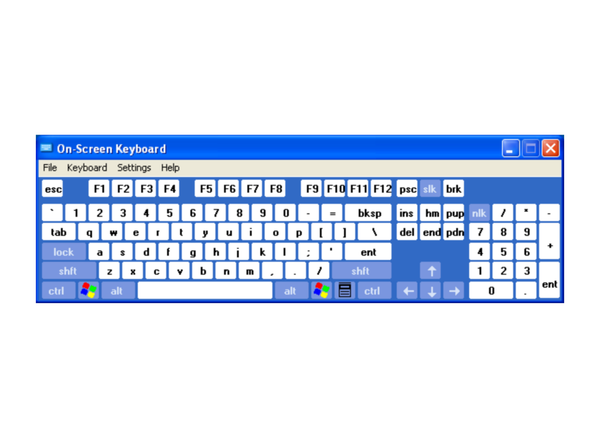 On-Screen Keyboard
File Keyboard Settings Help
esc F1 F2 F3 F4 F5 F6 F7 F8 F9 F10 F11 F12 psc slk brk
` 1 2 3 4 5 6 7 8 9 0 - = bksp ins hm pup nlk / * -
tab q w e r t y u i o p [ ] \ del end pdn 7 8 9 +
lock a s d f g h j k l ; ' ent 4 5 6
shft z x c v b n m , . / shft ↑ 1 2 3 ent
ctrl alt alt ctrl ← ↓ → 0 .